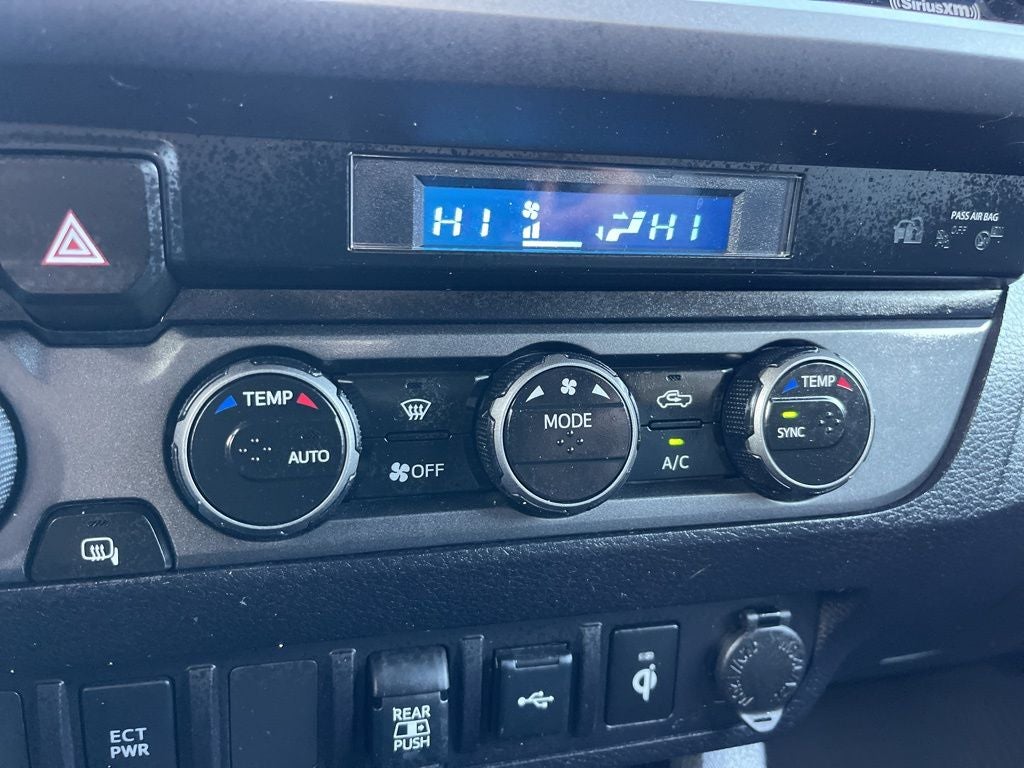 SiriusXM
HI HI
PASS AIR BAG
OFF
TEMP
AUTO
OFF
MODE
A/C
TEMP
SYNC
ECT
PWR
REAR
PUSH